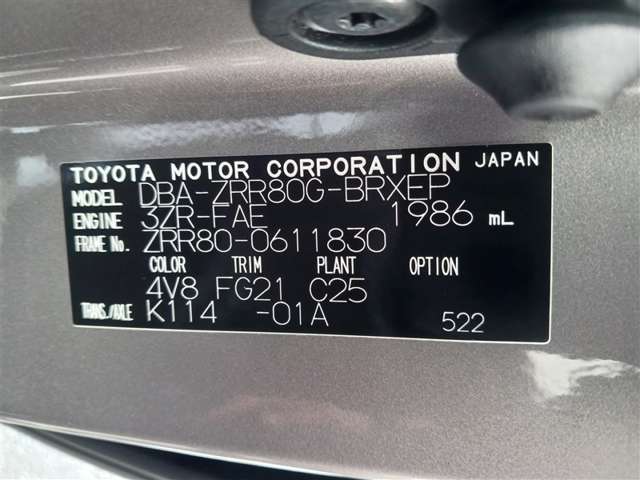 TOYOTA MOTOR CORPORATION JAPAN
MODEL DBA-ZRR80G-BRXEP
ENGINE 3ZR-FAE 1986 mL
FRAME No. ZRR80-0611830
COLOR TRIM PLANT OPTION
4V8 FG21 C25
TRANS./AXLE K114 -01A 522